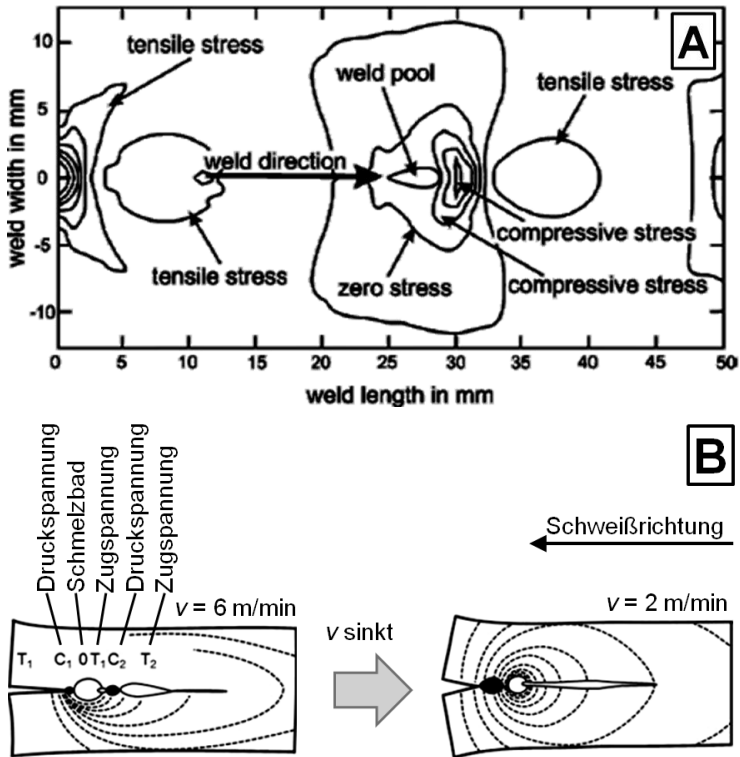 A
tensile stress
weld pool
tensile stress
weld direction
compressive stress
tensile stress
zero stress
compressive stress
weld width in mm
10
5
0
-5
-10
0 5 10 15 20 25 30 35 40 45 50
weld length in mm
B
Druckspannung
Schmelzbad
Zugspannung
Druckspannung
Zugspannung
Schweißrichtung
v = 6 m/min
v sinkt
v = 2 m/min
T1 C1 0 T1 C2 T2